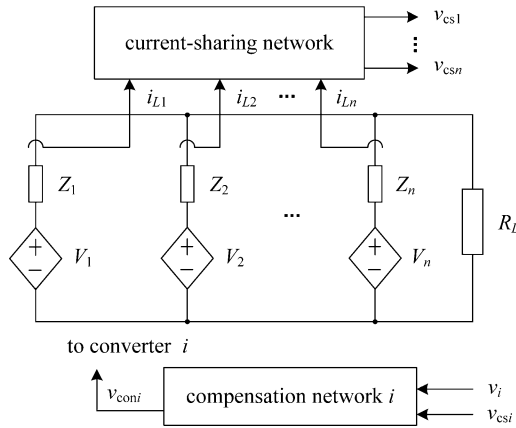 current-sharing network
v_cs1
⋮
v_csn
i_L1 i_L2 ... i_Ln
Z_1 Z_2 Z_n
... R_L
V_1 V_2 V_n
to converter i
v_coni
compensation network i
v_i
v_csi